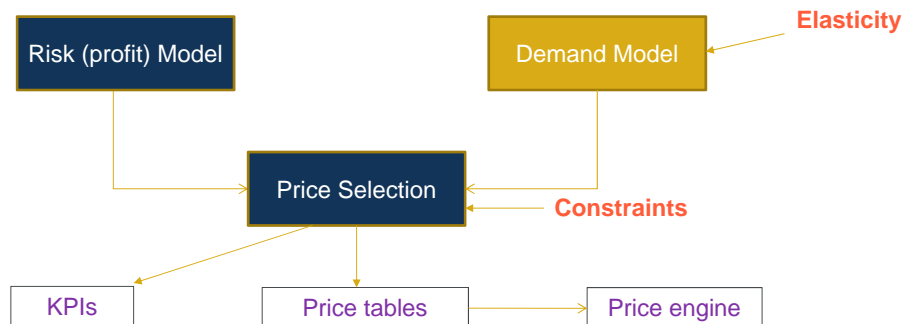 Elasticity
Risk (profit) Model
Demand Model
Price Selection
Constraints
KPIs
Price tables
Price engine